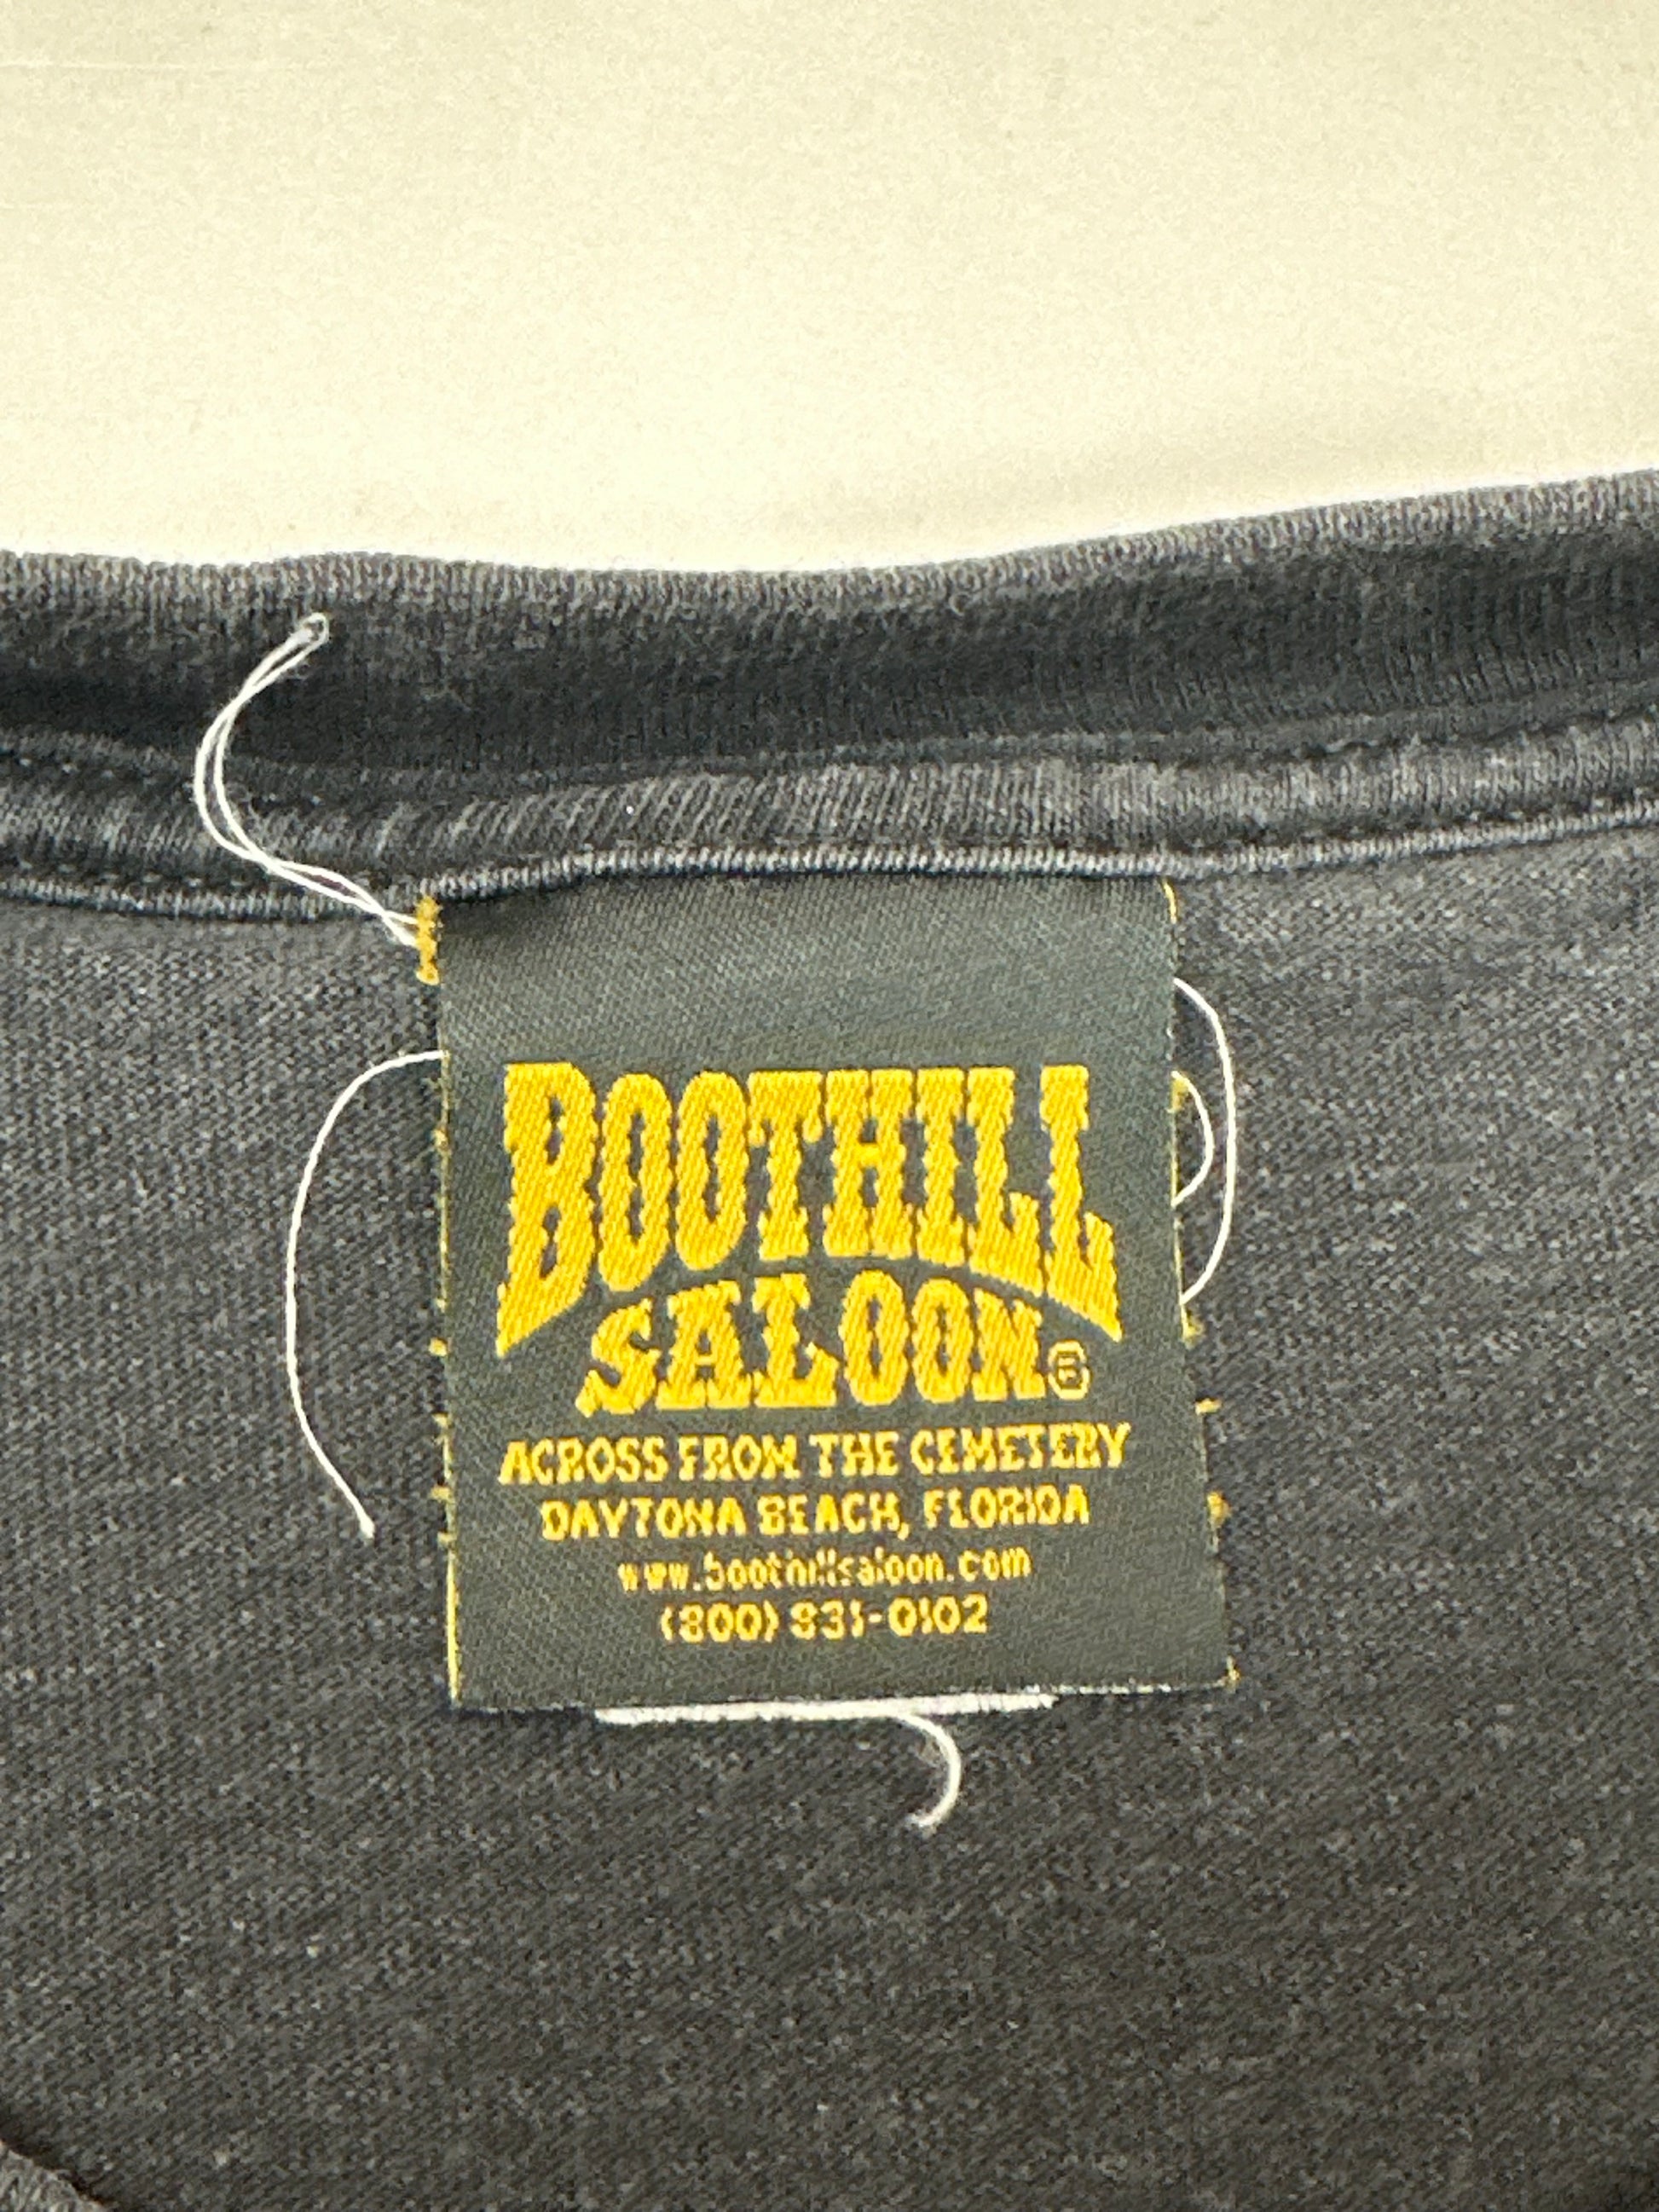 BOOTHILL
SALOON®
ACROSS FROM THE CEMETERY
DAYTONA BEACH, FLORIDA
www.boothillsaloon.com
(800) 831-0102